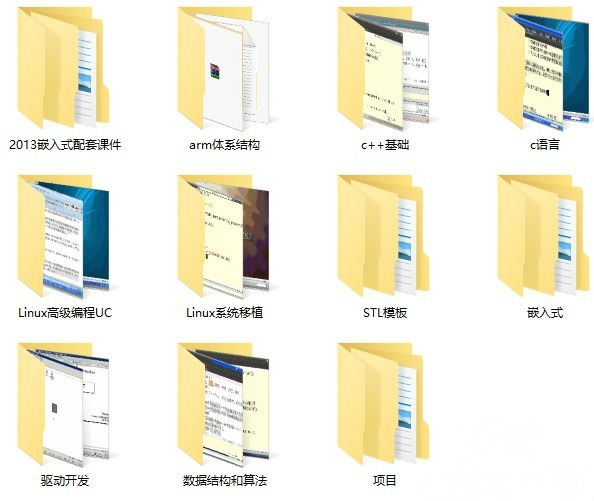 2013嵌入式配套课件
arm体系结构
c++基础
c语言
Linux高级编程UC
Linux系统移植
STL模板
嵌入式
驱动开发
数据结构和算法
项目